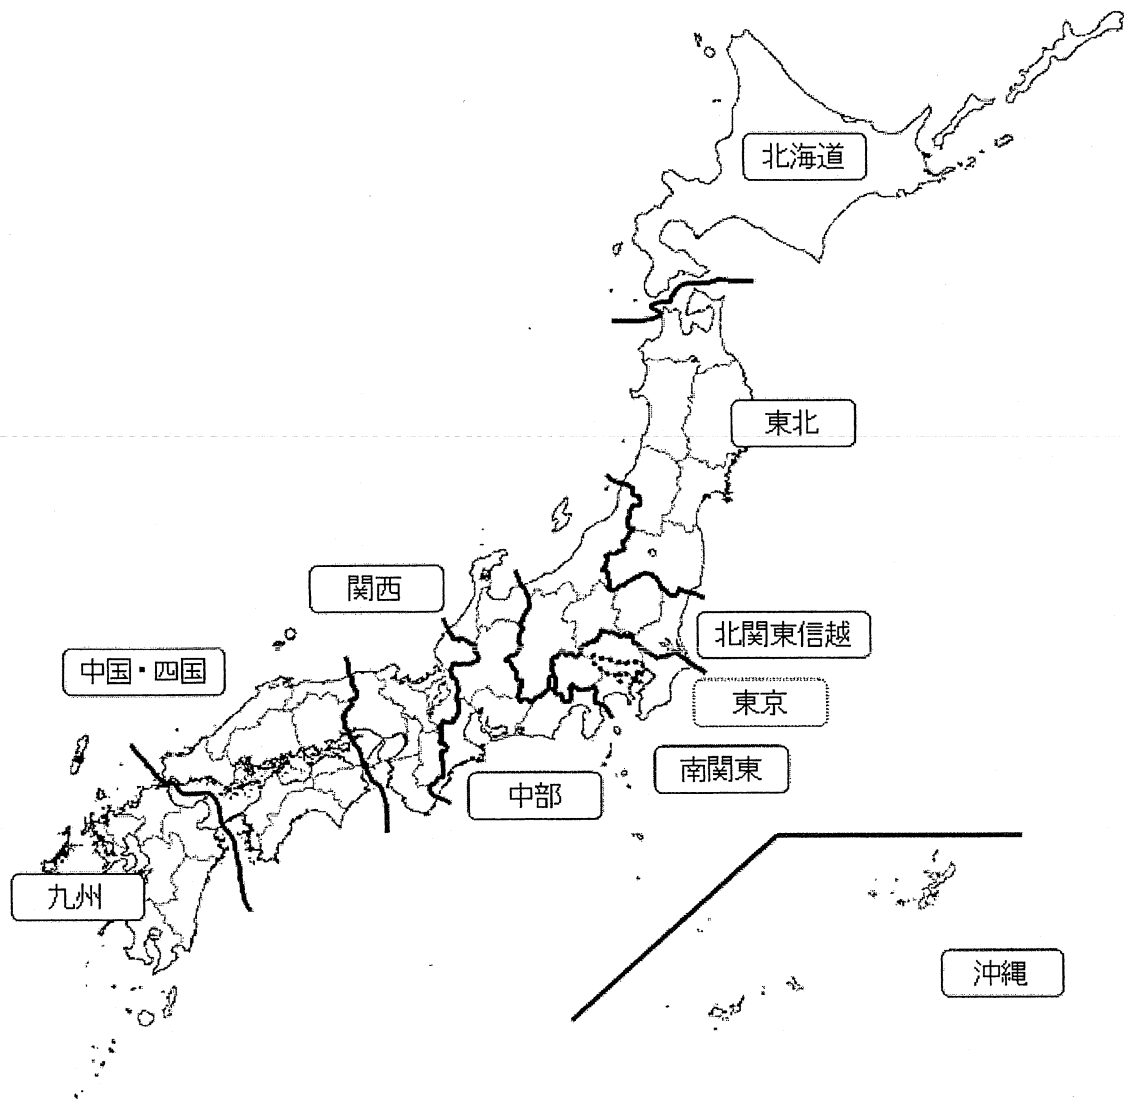 北海道
東北
関西
北関東信越
中国・四国
東京
南関東
中部
九州
沖縄